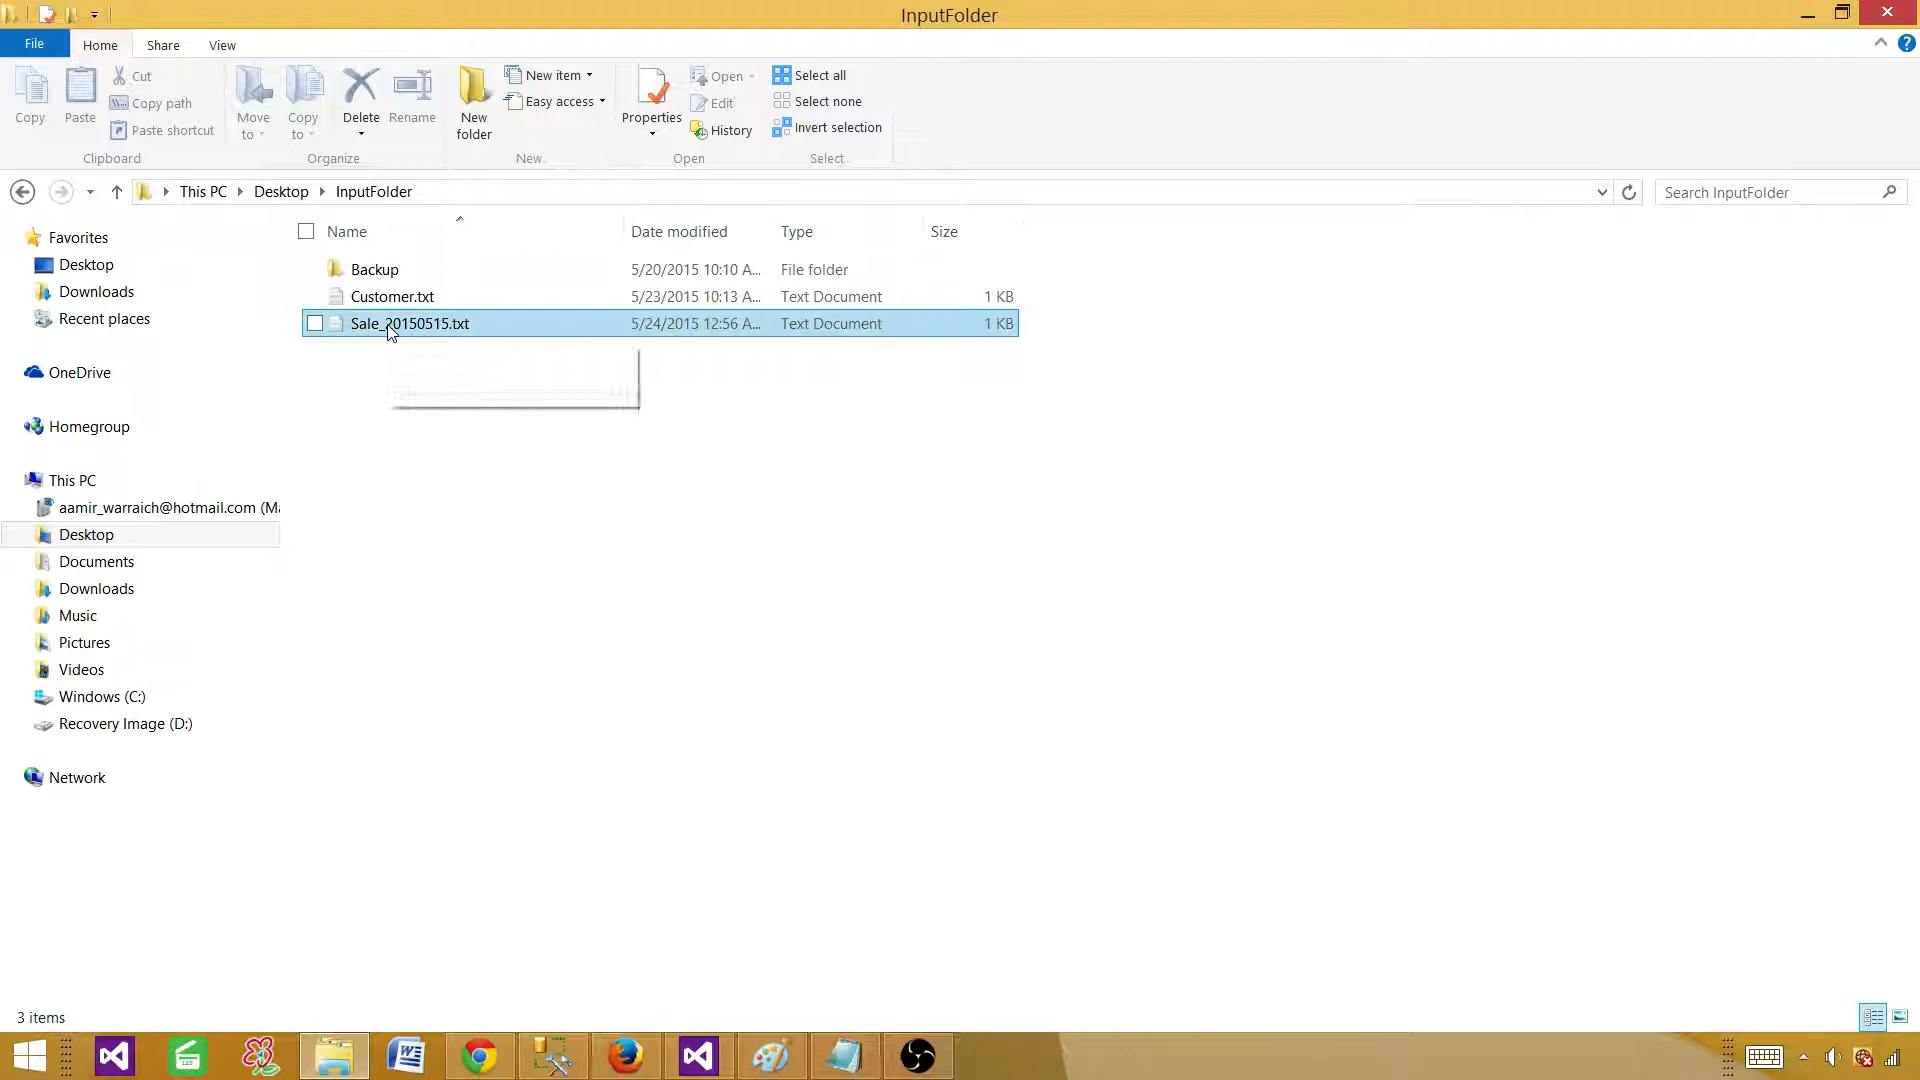 InputFolder
File Home Share View
Copy
Paste
Cut
Copy path
Paste shortcut
Clipboard
Move to
Copy to
Delete
Rename
Organize
New folder
New item
Easy access
New
Properties
Open
Edit
History
Open
Select all
Select none
Invert selection
Select
This PC Desktop InputFolder
Search InputFolder
Name Date modified Type Size
Backup 5/20/2015 10:10 A... File folder
Customer.txt 5/23/2015 10:13 A... Text Document 1 KB
Sale_20150515.txt 5/24/2015 12:56 A... Text Document 1 KB
Favorites
Desktop
Downloads
Recent places
OneDrive
Homegroup
This PC
aamir_warraich@hotmail.com (Ma
Desktop
Documents
Downloads
Music
Pictures
Videos
Windows (C:)
Recovery Image (D:)
Network
3 items